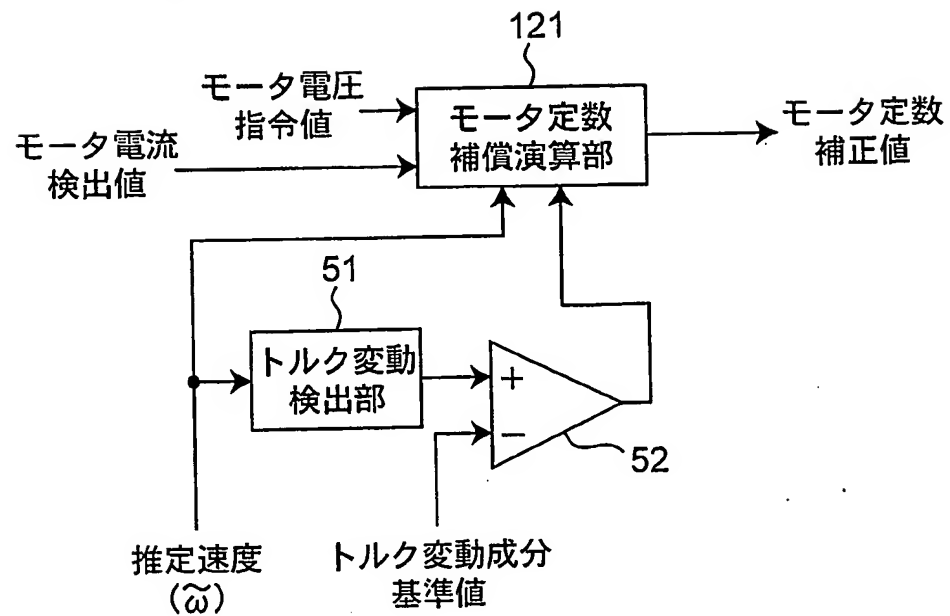 121
モータ電圧
指令値
モータ電流
検出値
モータ定数
補償演算部
モータ定数
補正値
51
トルク変動
検出部
+
−
52
推定速度
(ω̃)
トルク変動成分
基準値